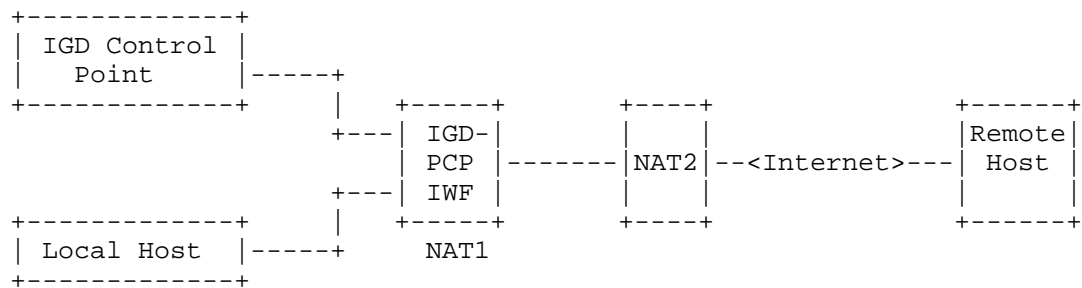 IGD Control
Point
IGD-
PCP
IWF
NAT1
NAT2
<Internet>
Remote
Host
Local Host